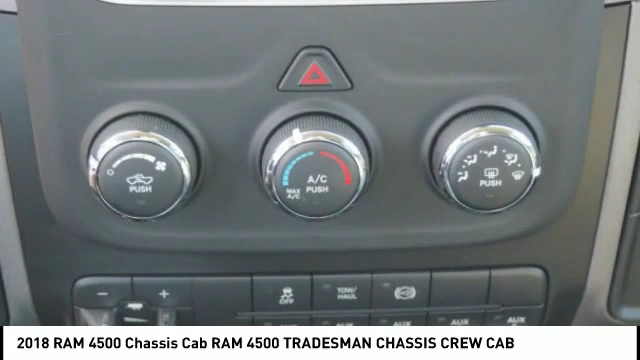 PUSH
A/C
PUSH
MAX
A/C
PUSH
OFF
TOW/
HAUL
AUX
AUX
AUX
2018 RAM 4500 Chassis Cab RAM 4500 TRADESMAN CHASSIS CREW CAB